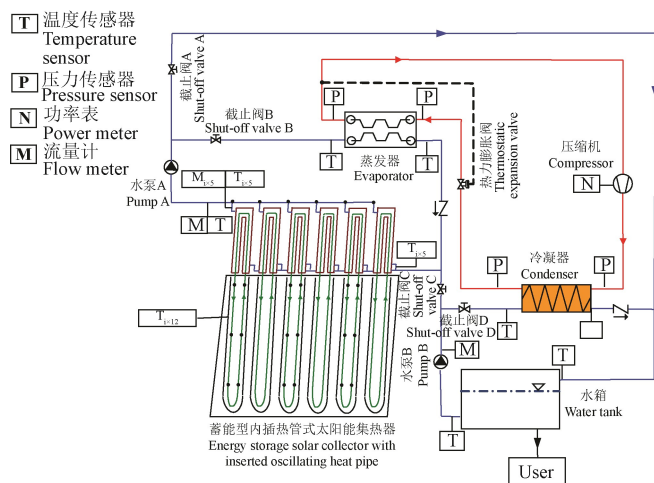 T 温度传感器
Temperature
sensor
P 压力传感器
Pressure sensor
N 功率表
Power meter
M 流量计
Flow meter
截止阀A
Shut-off valve A
截止阀B
Shut-off valve B
P
P
蒸发器
Evaporator
T
T
热力膨胀阀
Thermostatic
expansion valve
压缩机
Compressor
N
水泵A
Pump A
M i×5
T i×5
M T
T i×5
冷凝器
Condenser
P
P
截止阀C
Shut-off
valve C
截止阀D
Shut-off valve D
T
T i×12
水泵B
Pump B
M
T
水箱
Water tank
T
蓄能型内插热管式太阳能集热器
Energy storage solar collector with
inserted oscillating heat pipe
User